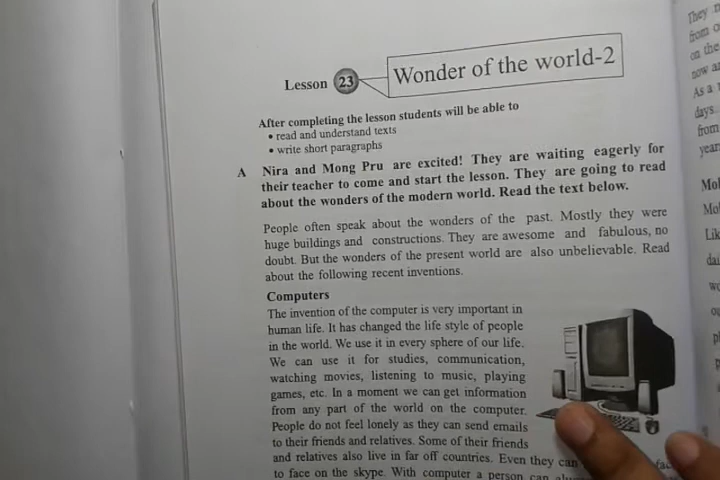 Lesson 23 Wonder of the world-2
After completing the lesson students will be able to
• read and understand texts
• write short paragraphs
A Nira and Mong Pru are excited! They are waiting eagerly for
their teacher to come and start the lesson. They are going to read
about the wonders of the modern world. Read the text below.
People often speak about the wonders of the past. Mostly they were
huge buildings and constructions. They are awesome and fabulous, no
doubt. But the wonders of the present world are also unbelievable. Read
about the following recent inventions.
Computers
The invention of the computer is very important in
human life. It has changed the life style of people
in the world. We use it in every sphere of our life.
We can use it for studies, communication,
watching movies, listening to music, playing
games, etc. In a moment we can get information
from any part of the world on the computer.
People do not feel lonely as they can send emails
to their friends and relatives. Some of their friends
and relatives also live in far off countries. Even they can
to face on the skype. With computer a person can
They
from
on the
now
As a
days.
from